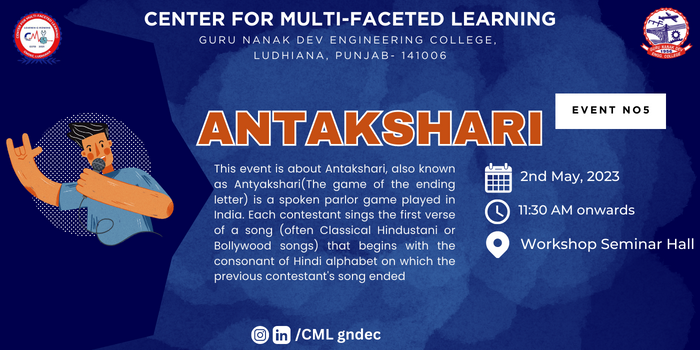 CENTER FOR MULTI-FACETED LEARNING
GURU NANAK DEV ENGINEERING COLLEGE,
LUDHIANA, PUNJAB- 141006
ANTAKSHARI
EVENT NO5
This event is about Antakshari, also known
as Antyakshari(The game of the ending
letter) is a spoken parlor game played in
India. Each contestant sings the first verse
of a song (often Classical Hindustani or
Bollywood songs) that begins with the
consonant of Hindi alphabet on which the
previous contestant's song ended
2nd May, 2023
11:30 AM onwards
Workshop Seminar Hall
/CML gndec